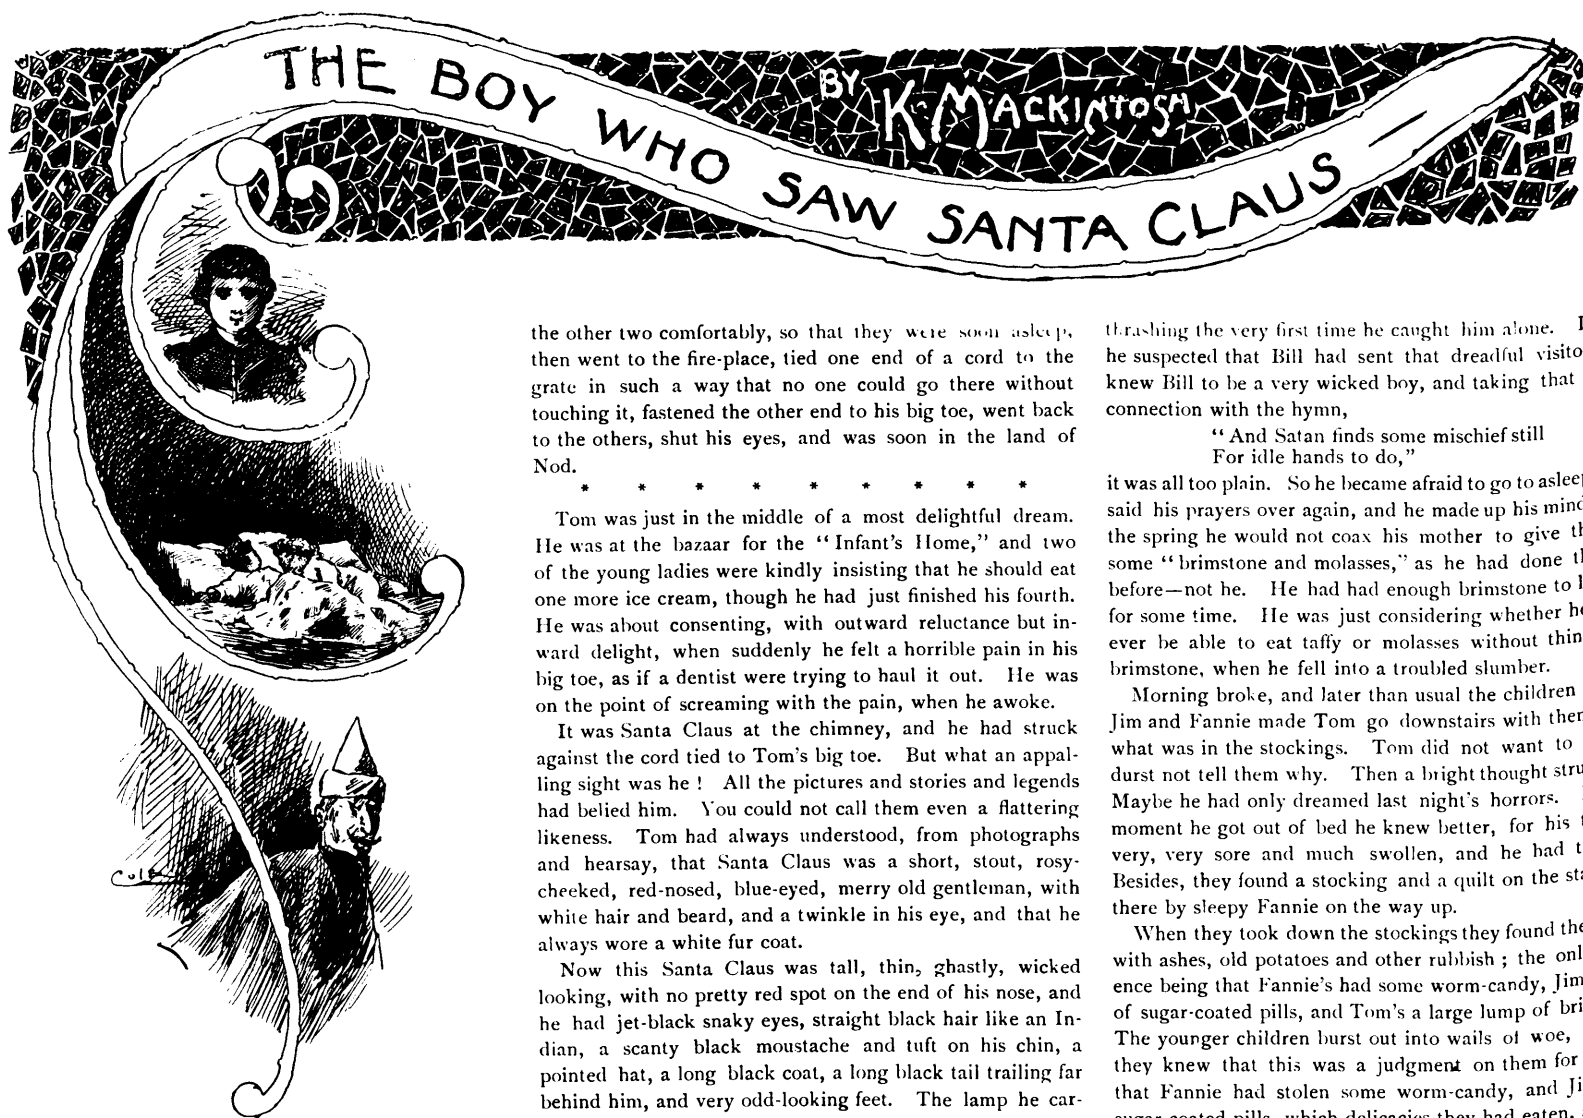 THE BOY WHO SAW SANTA CLAUS
BY K. MACKINTOSH
the other two comfortably, so that they were soon asleep,
then went to the fire-place, tied one end of a cord to the
grate in such a way that no one could go there without
touching it, fastened the other end to his big toe, went back
to the others, shut his eyes, and was soon in the land of
Nod.
* * * * * * * * *
Tom was just in the middle of a most delightful dream.
He was at the bazaar for the "Infant's Home," and two
of the young ladies were kindly insisting that he should eat
one more ice cream, though he had just finished his fourth.
He was about consenting, with outward reluctance but in-
ward delight, when suddenly he felt a horrible pain in his
big toe, as if a dentist were trying to haul it out. He was
on the point of screaming with the pain, when he awoke.
It was Santa Claus at the chimney, and he had struck
against the cord tied to Tom's big toe. But what an appal-
ling sight was he ! All the pictures and stories and legends
had belied him. You could not call them even a flattering
likeness. Tom had always understood, from photographs
and hearsay, that Santa Claus was a short, stout, rosy-
cheeked, red-nosed, blue-eyed, merry old gentleman, with
white hair and beard, and a twinkle in his eye, and that he
always wore a white fur coat.
Now this Santa Claus was tall, thin, ghastly, wicked
looking, with no pretty red spot on the end of his nose, and
he had jet-black snaky eyes, straight black hair like an In-
dian, a scanty black moustache and tuft on his chin, a
pointed hat, a long black coat, a long black tail trailing far
behind him, and very odd-looking feet. The lamp he car-
thrashing the very first time he caught him alone.
he suspected that Bill had sent that dreadful visito
knew Bill to be a very wicked boy, and taking that
connection with the hymn,
"And Satan finds some mischief still
For idle hands to do,"
it was all too plain. So he became afraid to go to asleep
said his prayers over again, and he made up his mind
the spring he would not coax his mother to give th
some "brimstone and molasses," as he had done th
before—not he. He had had enough brimstone to l
for some time. He was just considering whether he
ever be able to eat taffy or molasses without thin
brimstone, when he fell into a troubled slumber.
Morning broke, and later than usual the children
Jim and Fannie made Tom go downstairs with them
what was in the stockings. Tom did not want to
durst not tell them why. Then a bright thought stru
Maybe he had only dreamed last night's horrors.
moment he got out of bed he knew better, for his t
very, very sore and much swollen, and he had t
Besides, they found a stocking and a quilt on the sta
there by sleepy Fannie on the way up.
When they took down the stockings they found the
with ashes, old potatoes and other rubbish ; the onl
ence being that Fannie's had some worm-candy, Jim
of sugar-coated pills, and Tom's a large lump of bri
The younger children burst out into wails of woe,
they knew that this was a judgment on them for
that Fannie had stolen some worm-candy, and Ji
sugar-coated pills, which delicacies they had eaten.
Cole